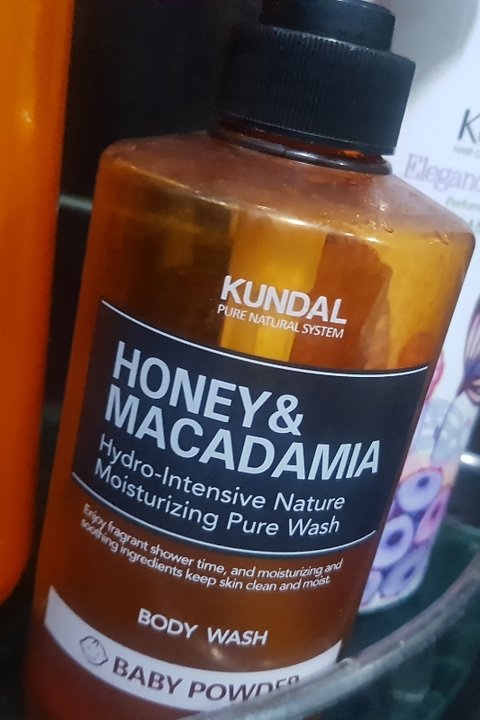 KUNDAL
PURE NATURAL SYSTEM
HONEY&
MACADAMIA
Hydro-Intensive Nature
Moisturizing Pure Wash
Enjoy fragrant shower time, and moisturizing and
soothing ingredients keep skin clean and moist.
BODY WASH
BABY POWDER